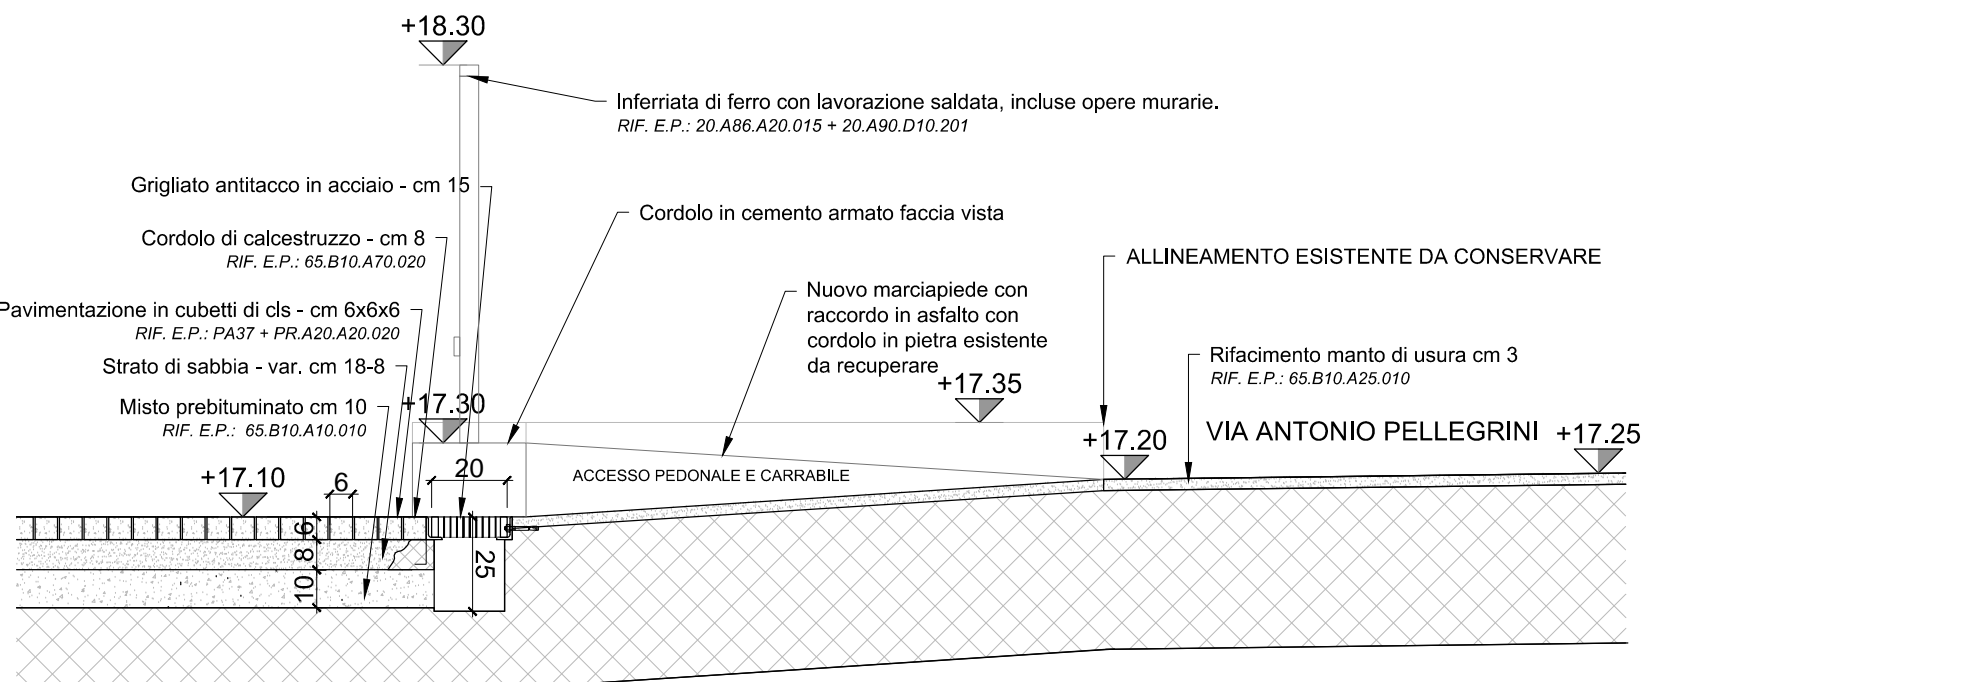 +18.30
Inferriata di ferro con lavorazione saldata, incluse opere murarie.
RIF. E.P.: 20.A86.A20.015 + 20.A90.D10.201
Grigliato antitacco in acciaio - cm 15
Cordolo in cemento armato faccia vista
Cordolo di calcestruzzo - cm 8
RIF. E.P.: 65.B10.A70.020
ALLINEAMENTO ESISTENTE DA CONSERVARE
Nuovo marciapiede con
raccordo in asfalto con
cordolo in pietra esistente
da recuperare
Pavimentazione in cubetti di cls - cm 6x6x6
RIF. E.P.: PA37 + PR.A20.A20.020
Strato di sabbia - var. cm 18-8
Rifacimento manto di usura cm 3
RIF. E.P.: 65.B10.A25.010
Misto prebituminato cm 10
RIF. E.P.: 65.B10.A10.010
+17.30
+17.35
+17.20
VIA ANTONIO PELLEGRINI
+17.25
+17.10
6
20
ACCESSO PEDONALE E CARRABILE
6
8
10
25